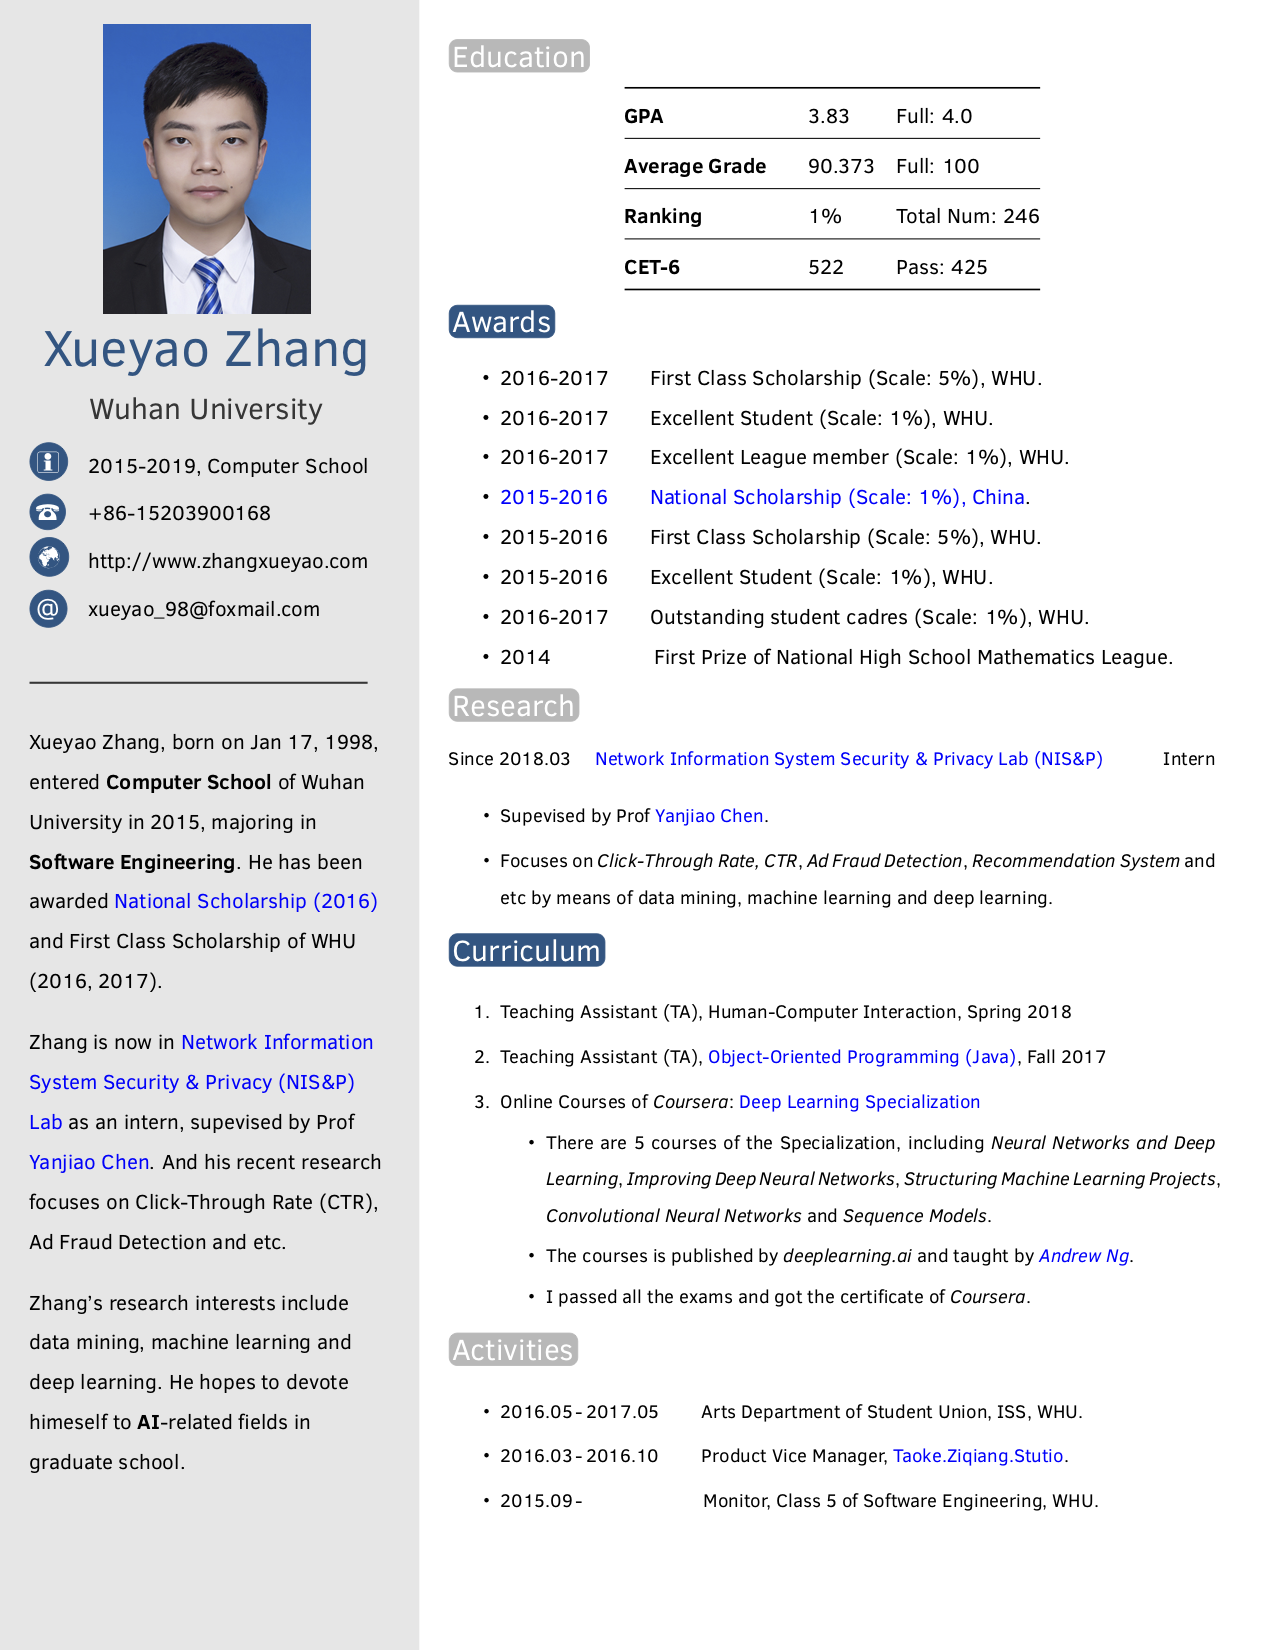 Xueyao Zhang
Wuhan University
2015-2019, Computer School
+86-15203900168
http://www.zhangxueyao.com
@ xueyao_98@foxmail.com
Xueyao Zhang, born on Jan 17, 1998,
entered Computer School of Wuhan
University in 2015, majoring in
Software Engineering. He has been
awarded National Scholarship (2016)
and First Class Scholarship of WHU
(2016, 2017).
Zhang is now in Network Information
System Security & Privacy (NIS&P)
Lab as an intern, supevised by Prof
Yanjiao Chen. And his recent research
focuses on Click-Through Rate (CTR),
Ad Fraud Detection and etc.
Zhang's research interests include
data mining, machine learning and
deep learning. He hopes to devote
himeself to AI-related fields in
graduate school.
Education
GPA 3.83 Full: 4.0
Average Grade 90.373 Full: 100
Ranking 1% Total Num: 246
CET-6 522 Pass: 425
Awards
• 2016-2017 First Class Scholarship (Scale: 5%), WHU.
• 2016-2017 Excellent Student (Scale: 1%), WHU.
• 2016-2017 Excellent League member (Scale: 1%), WHU.
• 2015-2016 National Scholarship (Scale: 1%), China.
• 2015-2016 First Class Scholarship (Scale: 5%), WHU.
• 2015-2016 Excellent Student (Scale: 1%), WHU.
• 2016-2017 Outstanding student cadres (Scale: 1%), WHU.
• 2014 First Prize of National High School Mathematics League.
Research
Since 2018.03 Network Information System Security & Privacy Lab (NIS&P) Intern
• Supevised by Prof Yanjiao Chen.
• Focuses on Click-Through Rate, CTR, Ad Fraud Detection, Recommendation System and
etc by means of data mining, machine learning and deep learning.
Curriculum
1. Teaching Assistant (TA), Human-Computer Interaction, Spring 2018
2. Teaching Assistant (TA), Object-Oriented Programming (Java), Fall 2017
3. Online Courses of Coursera: Deep Learning Specialization
• There are 5 courses of the Specialization, including Neural Networks and Deep
Learning, Improving Deep Neural Networks, Structuring Machine Learning Projects,
Convolutional Neural Networks and Sequence Models.
• The courses is published by deeplearning.ai and taught by Andrew Ng.
• I passed all the exams and got the certificate of Coursera.
Activities
• 2016.05-2017.05 Arts Department of Student Union, ISS, WHU.
• 2016.03-2016.10 Product Vice Manager, Taoke.Ziqiang.Stutio.
• 2015.09- Monitor, Class 5 of Software Engineering, WHU.